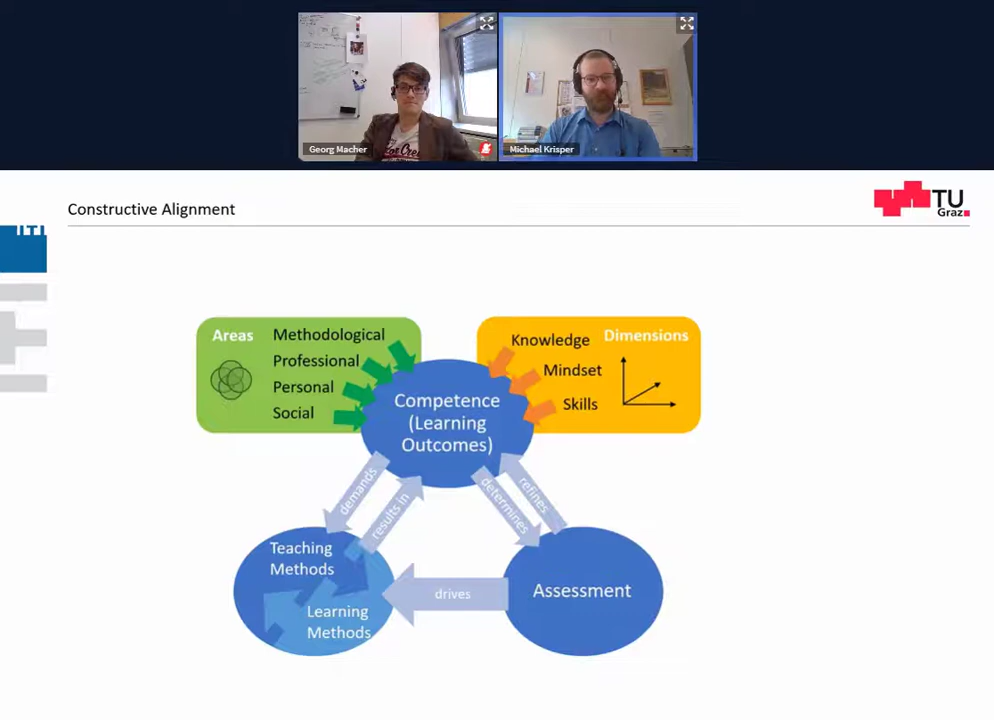 Georg Macher
Michael Krisper
Constructive Alignment
TU
Graz
ITI
Areas
Methodological
Professional
Personal
Social
Knowledge
Dimensions
Mindset
Skills
Competence
(Learning
Outcomes)
demands
results in
determines
refines
Teaching
Methods
Learning
Methods
drives
Assessment